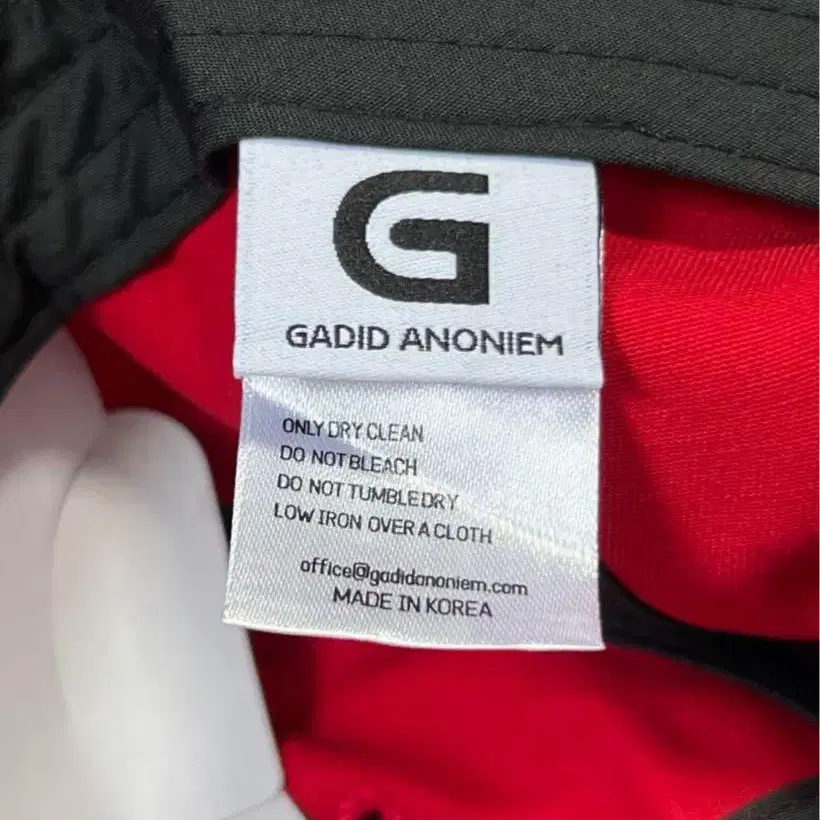 G
GADID ANONIEM
ONLY DRY CLEAN
DO NOT BLEACH
DO NOT TUMBLE DRY
LOW IRON OVER A CLOTH
office@gadidanoniem.com
MADE IN KOREA